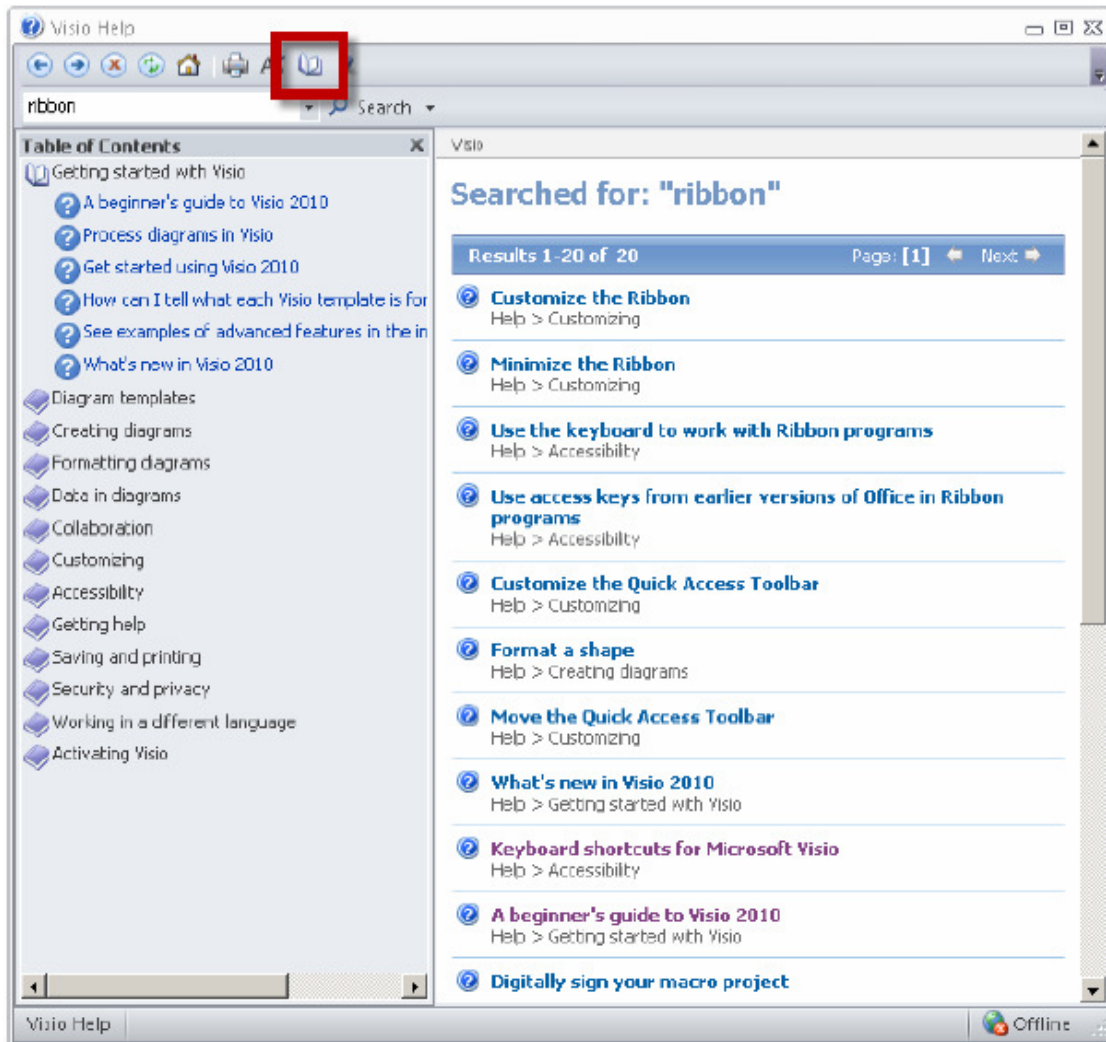 Visio Help
ribbon
Search
Table of Contents
Getting started with Visio
A beginner's guide to Visio 2010
Process diagrams in Visio
Get started using Visio 2010
How can I tell what each Visio template is for
See examples of advanced features in the in
What's new in Visio 2010
Diagram templates
Creating diagrams
Formatting diagrams
Data in diagrams
Collaboration
Customizing
Accessibility
Getting help
Saving and printing
Security and privacy
Working in a different language
Activating Visio
Visio
Searched for: "ribbon"
Results 1-20 of 20 Page: [1] Next
Customize the Ribbon
Help > Customizing
Minimize the Ribbon
Help > Customizing
Use the keyboard to work with Ribbon programs
Help > Accessibility
Use access keys from earlier versions of Office in Ribbon
programs
Help > Accessibility
Customize the Quick Access Toolbar
Help > Customizing
Format a shape
Help > Creating diagrams
Move the Quick Access Toolbar
Help > Customizing
What's new in Visio 2010
Help > Getting started with Visio
Keyboard shortcuts for Microsoft Visio
Help > Accessibility
A beginner's guide to Visio 2010
Help > Getting started with Visio
Digitally sign your macro project
Visio Help
Offline